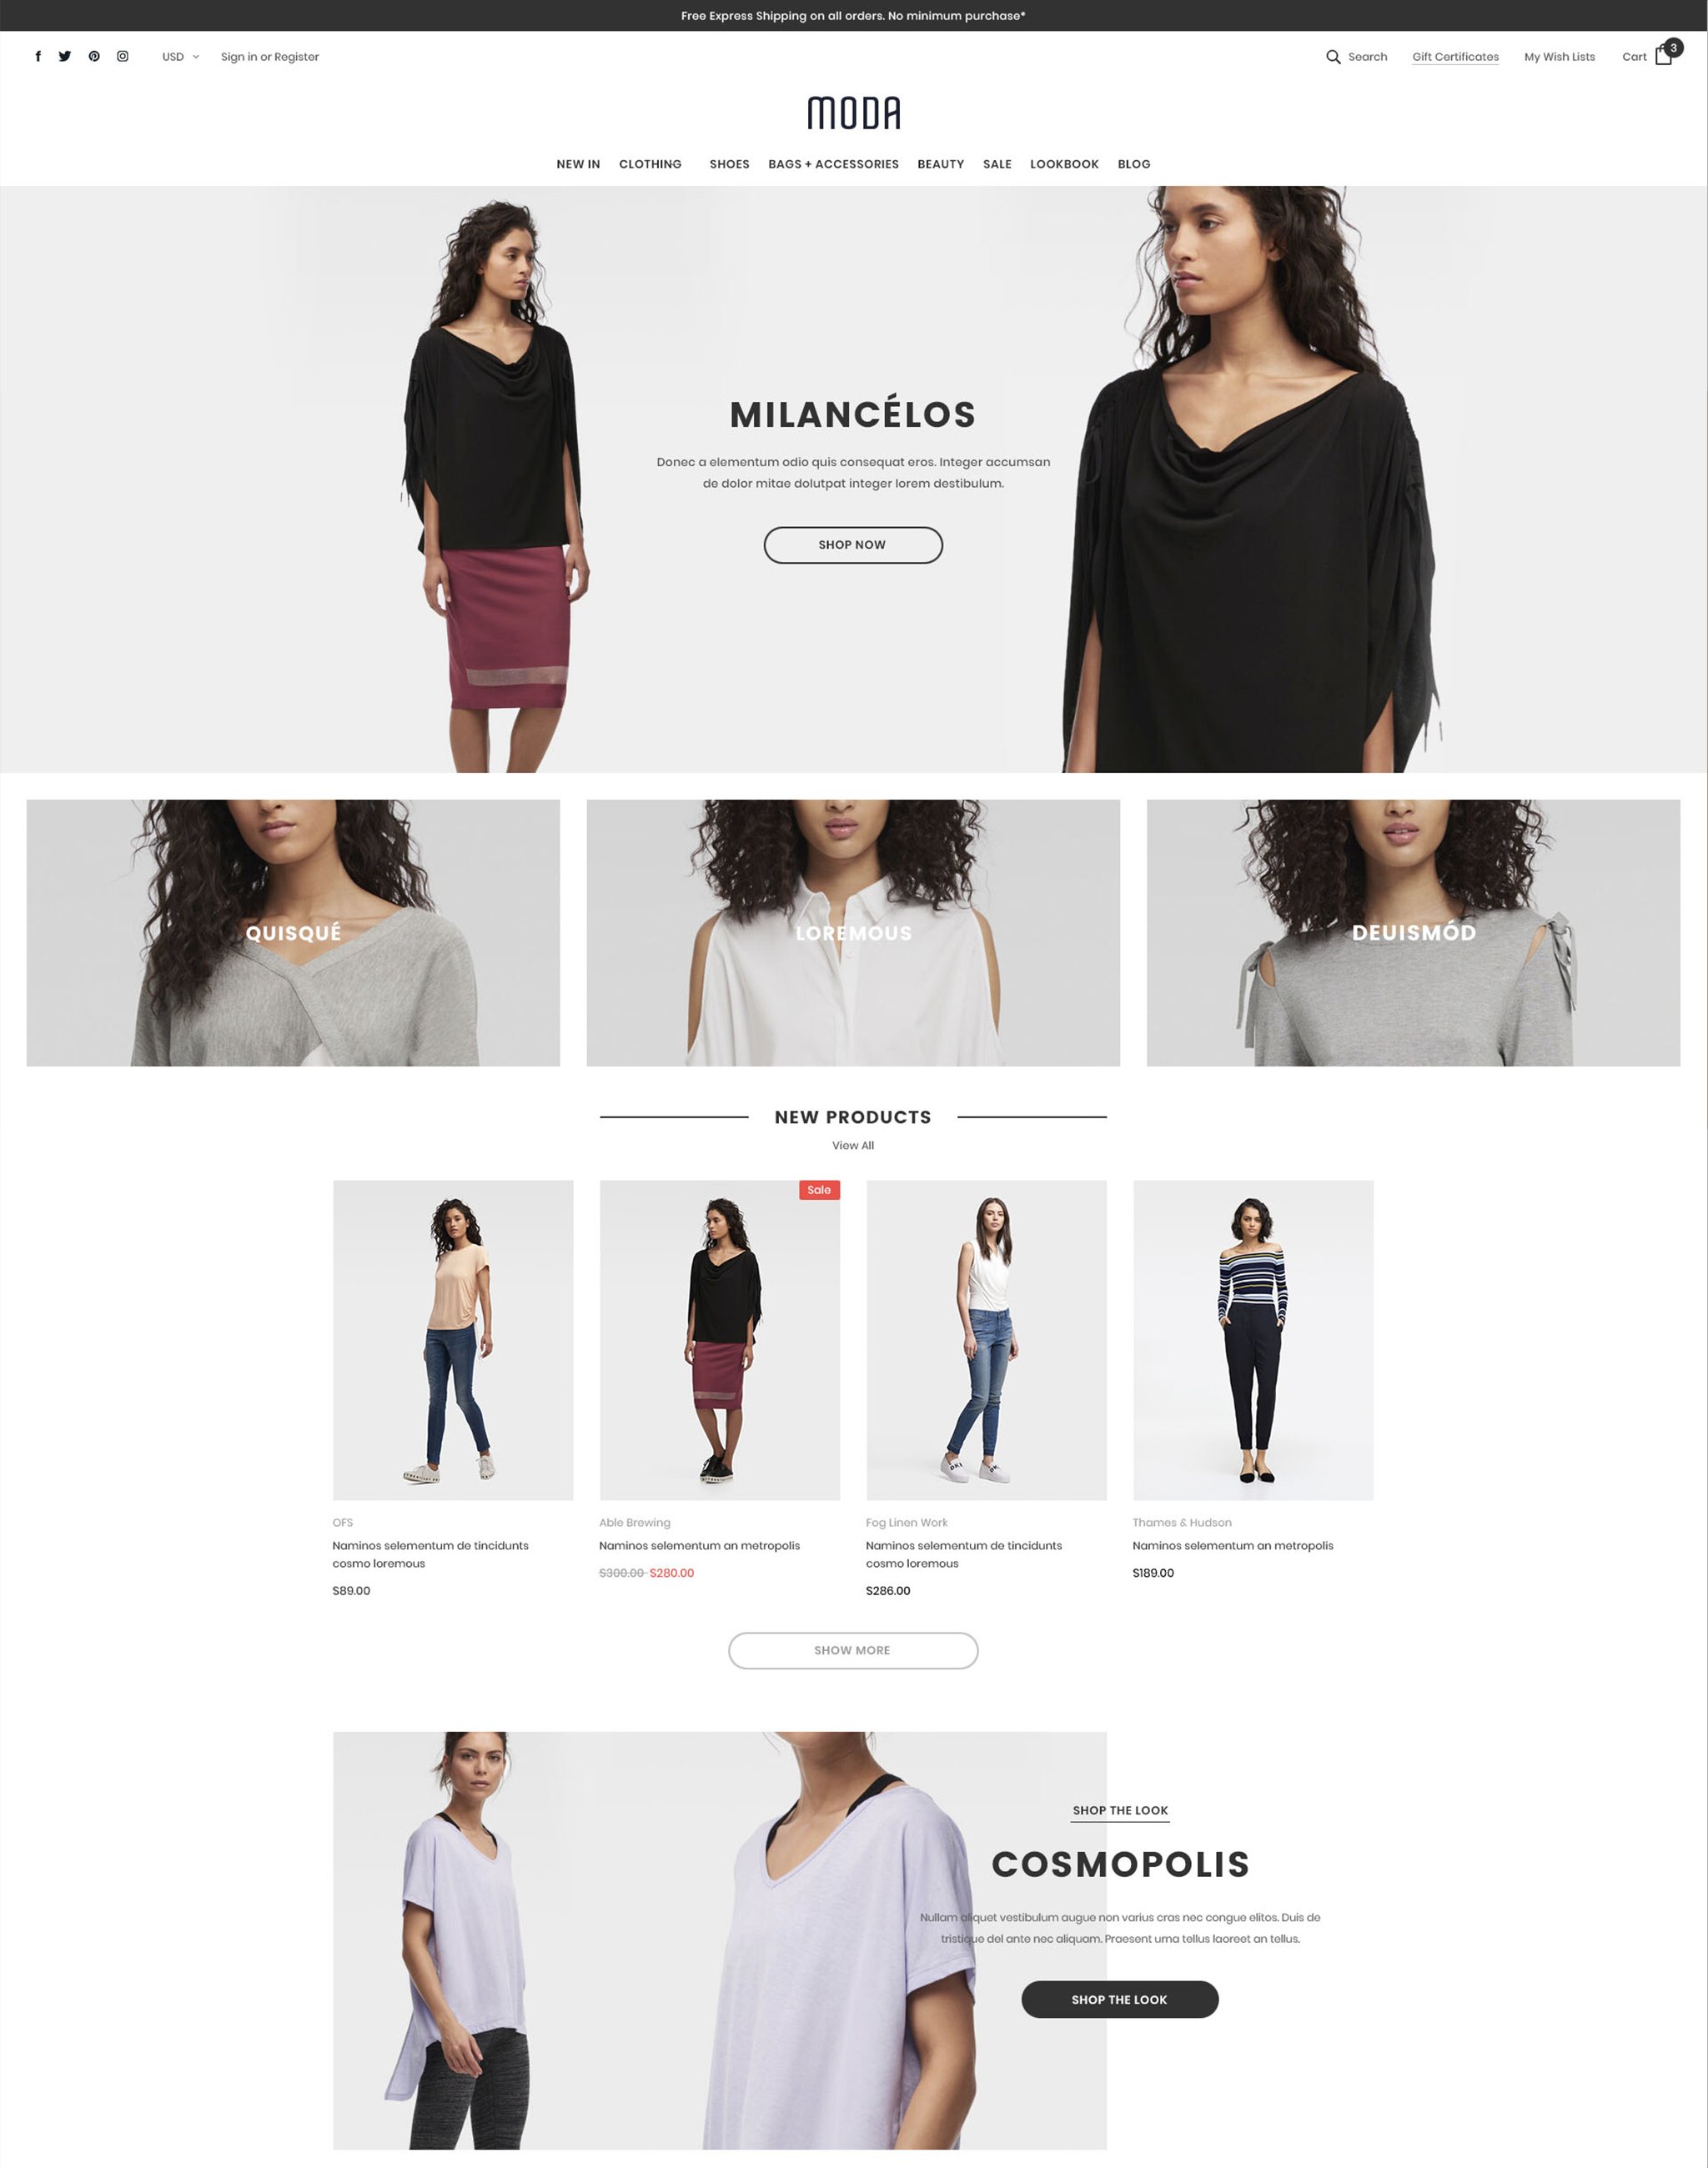 Free Express Shipping on all orders. No minimum purchase*
USD
Sign in or Register
Search
Gift Certificates
My Wish Lists
Cart
3
MODA
NEW IN
CLOTHING
SHOES
BAGS + ACCESSORIES
BEAUTY
SALE
LOOKBOOK
BLOG
MILANCÉLOS
Donec a elementum odio quis consequat eros. Integer accumsan
de dolor mitae dolutpat integer lorem destibulum.
SHOP NOW
QUISQUÉ
LOREMOUS
DEUISMÓD
NEW PRODUCTS
View All
Sale
OFS
Naminos selementum de tincidunts
cosmo loremous
$89.00
Able Brewing
Naminos selementum an metropolis
$300.00 $280.00
Fog Linen Work
Naminos selementum de tincidunts
cosmo loremous
$286.00
Thames & Hudson
Naminos selementum an metropolis
$189.00
SHOW MORE
SHOP THE LOOK
COSMOPOLIS
Nullam aliquet vestibulum augue non varius cras nec congue elitos. Duis de
tristique del ante nec aliquam. Praesent urna tellus laoreet an tellus.
SHOP THE LOOK